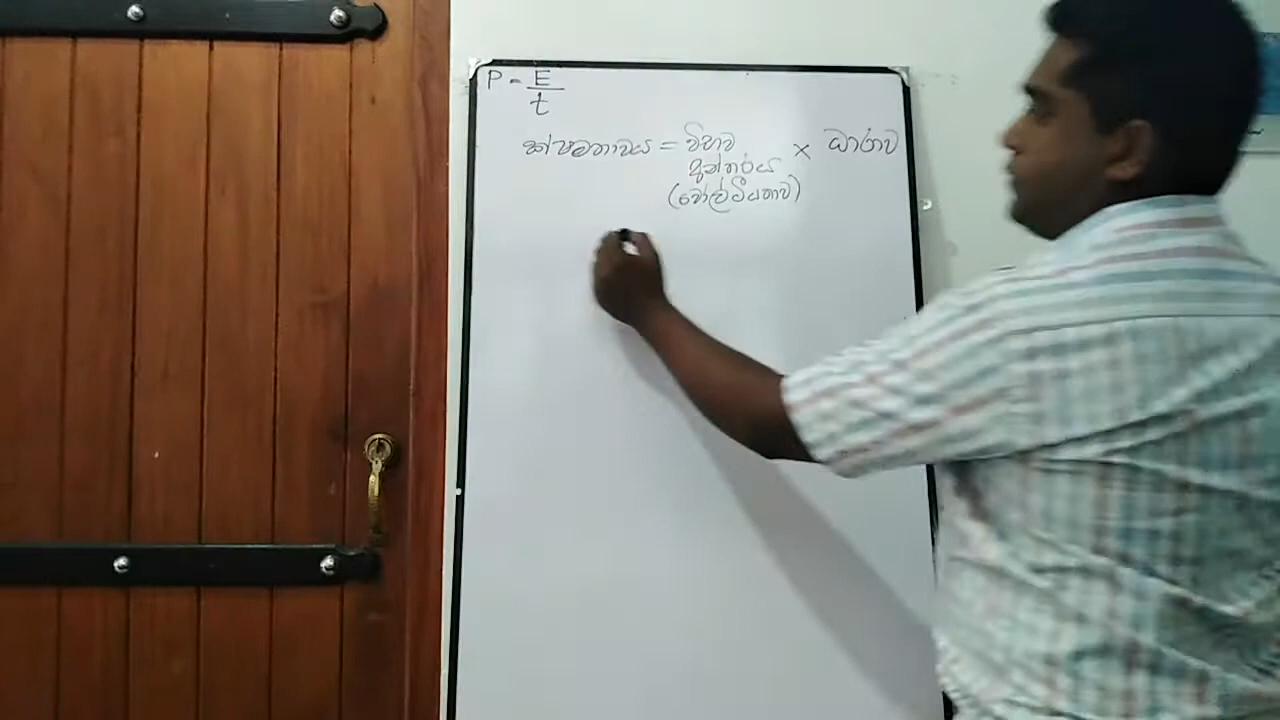 P = E/t
ක්ෂමතාවය = විභව × ධාරාව
අන්තරය
(වෝල්ටීයතාව)